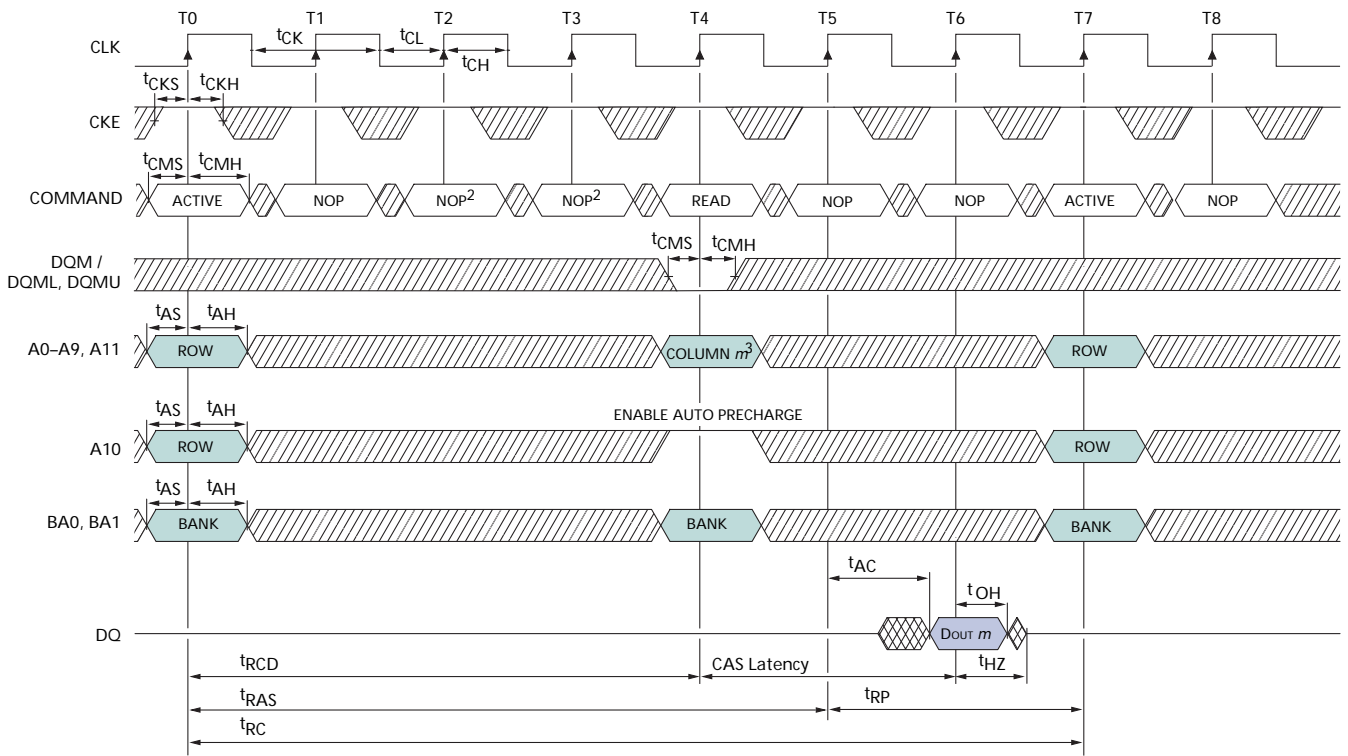 T0 T1 T2 T3 T4 T5 T6 T7 T8
CLK
tCK tCL
tCH
tCKS tCKH
CKE
tCMS tCMH
COMMAND ACTIVE NOP NOP2 NOP2 READ NOP NOP ACTIVE NOP
tCMS tCMH
DQM /
DQML, DQMU
tAS tAH
A0–A9, A11 ROW COLUMN m3 ROW
ENABLE AUTO PRECHARGE
tAS tAH
A10 ROW ROW
tAS tAH
BA0, BA1 BANK BANK BANK
tAC
tOH
DQ DOUT m
tRCD CAS Latency tHZ
tRAS tRP
tRC